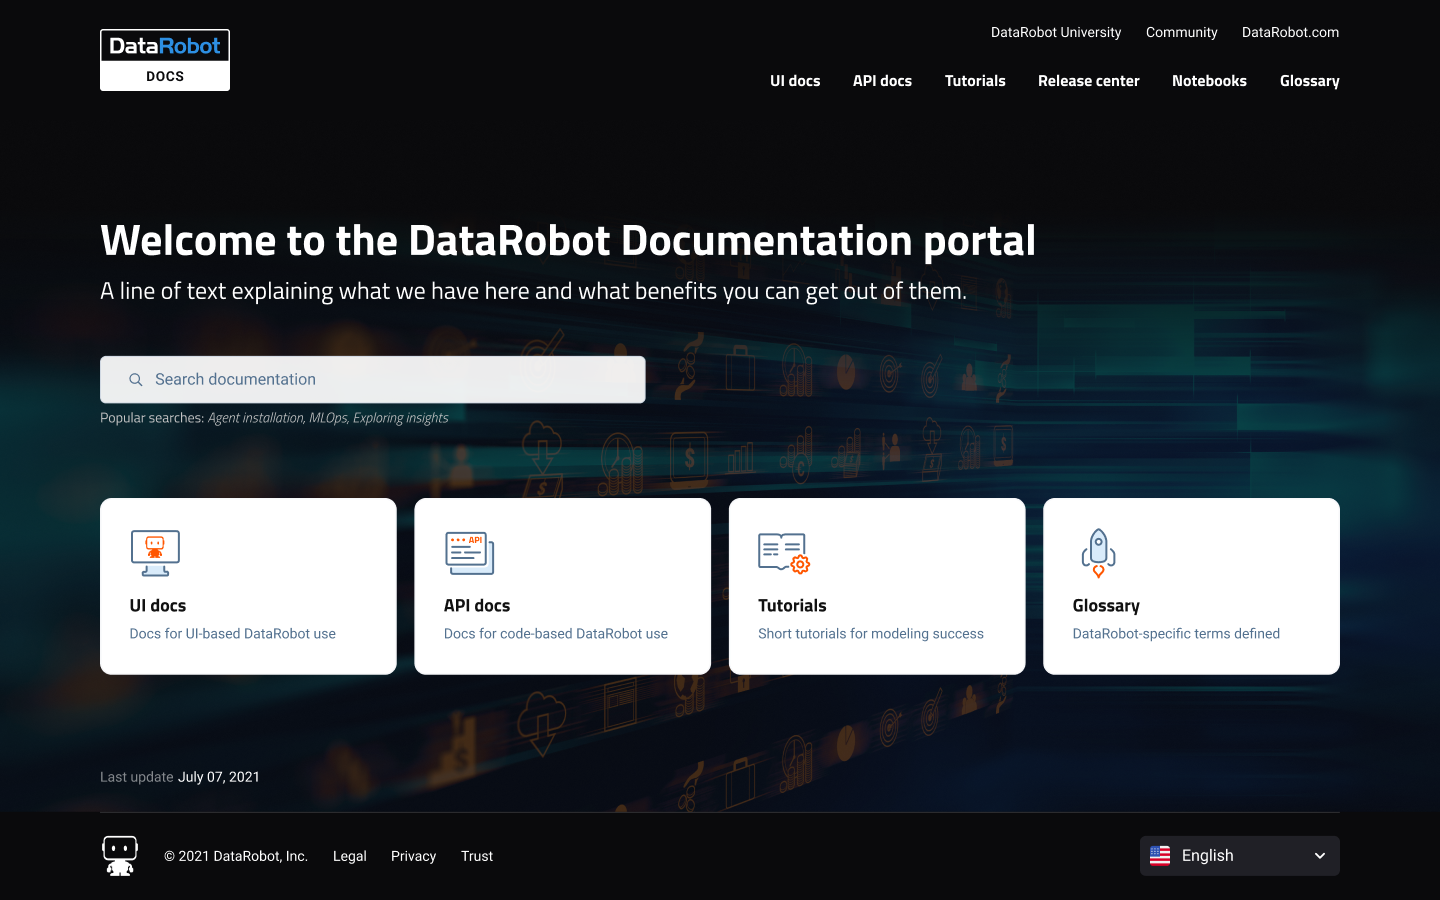 DataRobot
DOCS
DataRobot University Community DataRobot.com
UI docs API docs Tutorials Release center Notebooks Glossary
Welcome to the DataRobot Documentation portal
A line of text explaining what we have here and what benefits you can get out of them.
Search documentation
Popular searches: Agent installation, MLOps, Exploring insights
API
UI docs
Docs for UI-based DataRobot use
API docs
Docs for code-based DataRobot use
Tutorials
Short tutorials for modeling success
Glossary
DataRobot-specific terms defined
Last update July 07, 2021
© 2021 DataRobot, Inc. Legal Privacy Trust
English